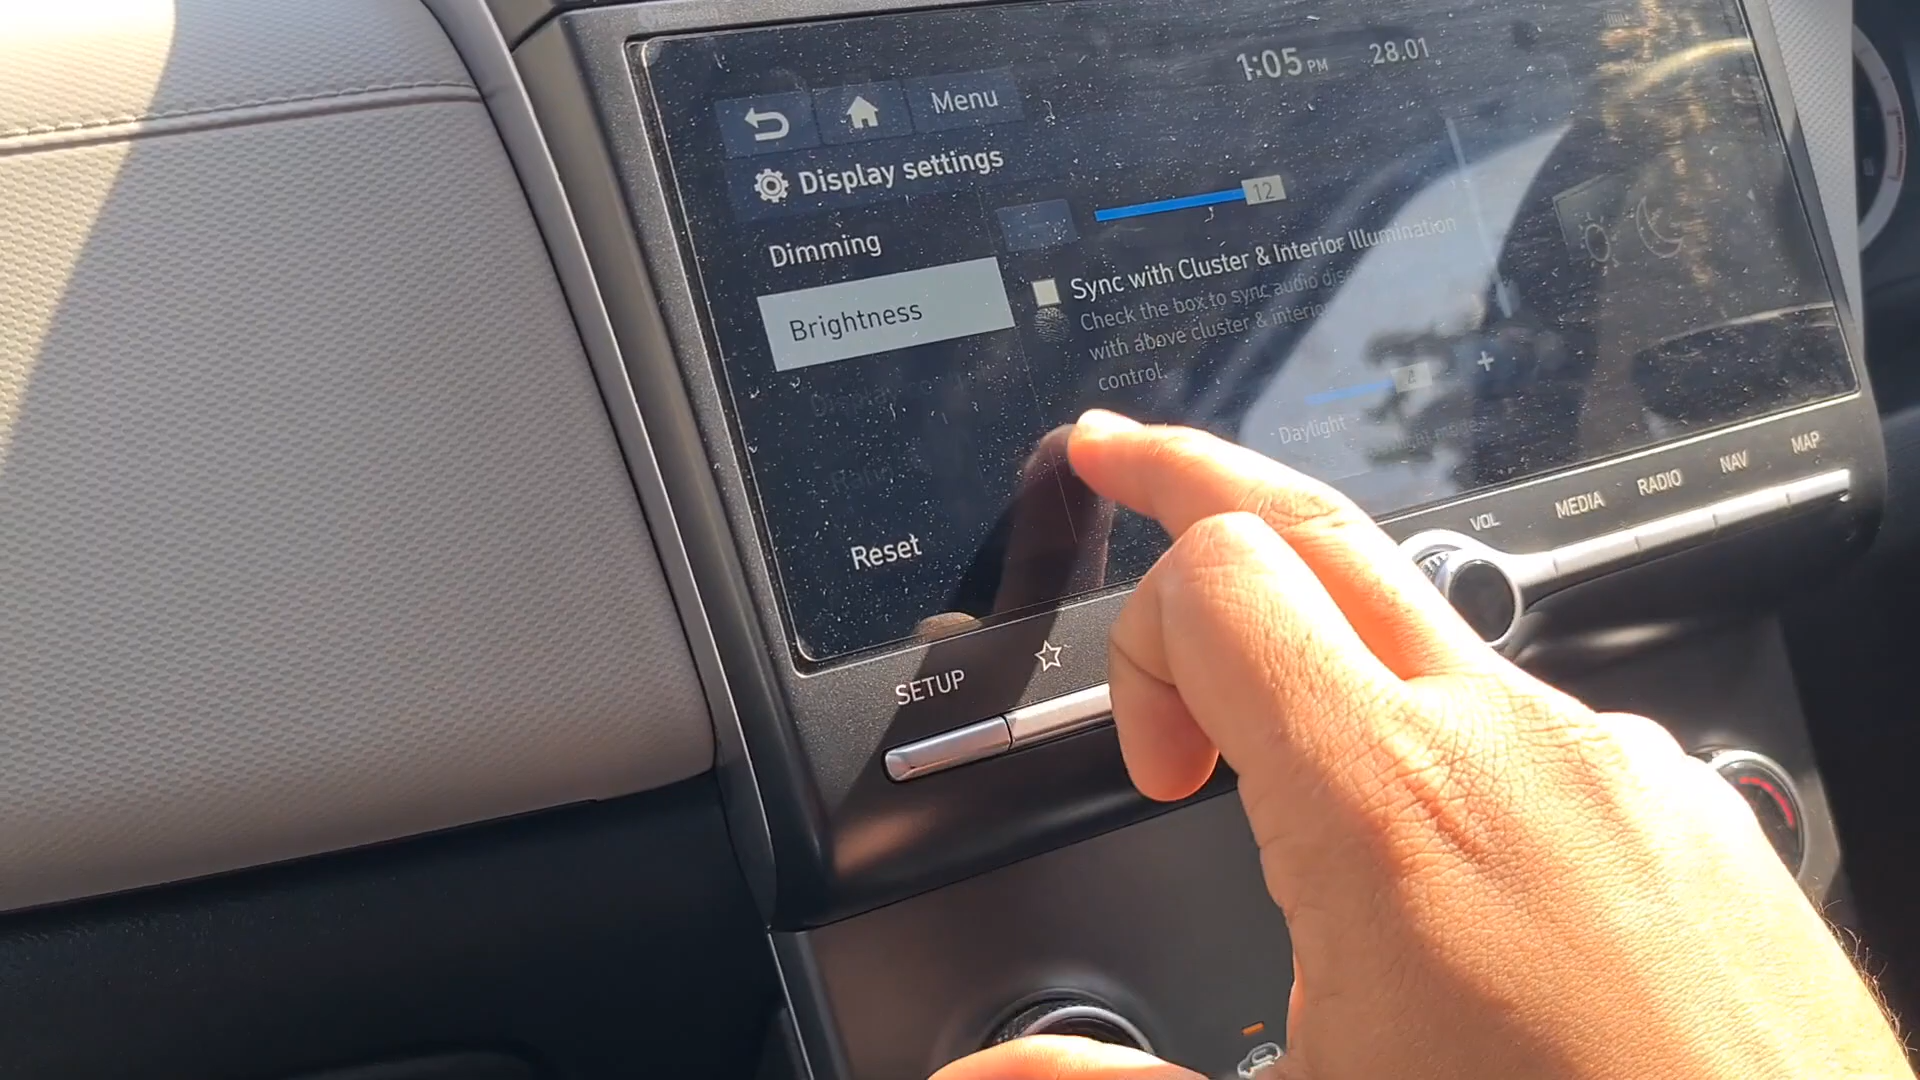 1:05 PM 28.01
Menu
Display settings
Dimming
Brightness
Reset
12
Sync with Cluster & Interior Illumination
Check the box to sync audio
with above cluster & interior
control.
4
+
Daylight
SETUP
VOL
MEDIA
RADIO
NAV
MAP